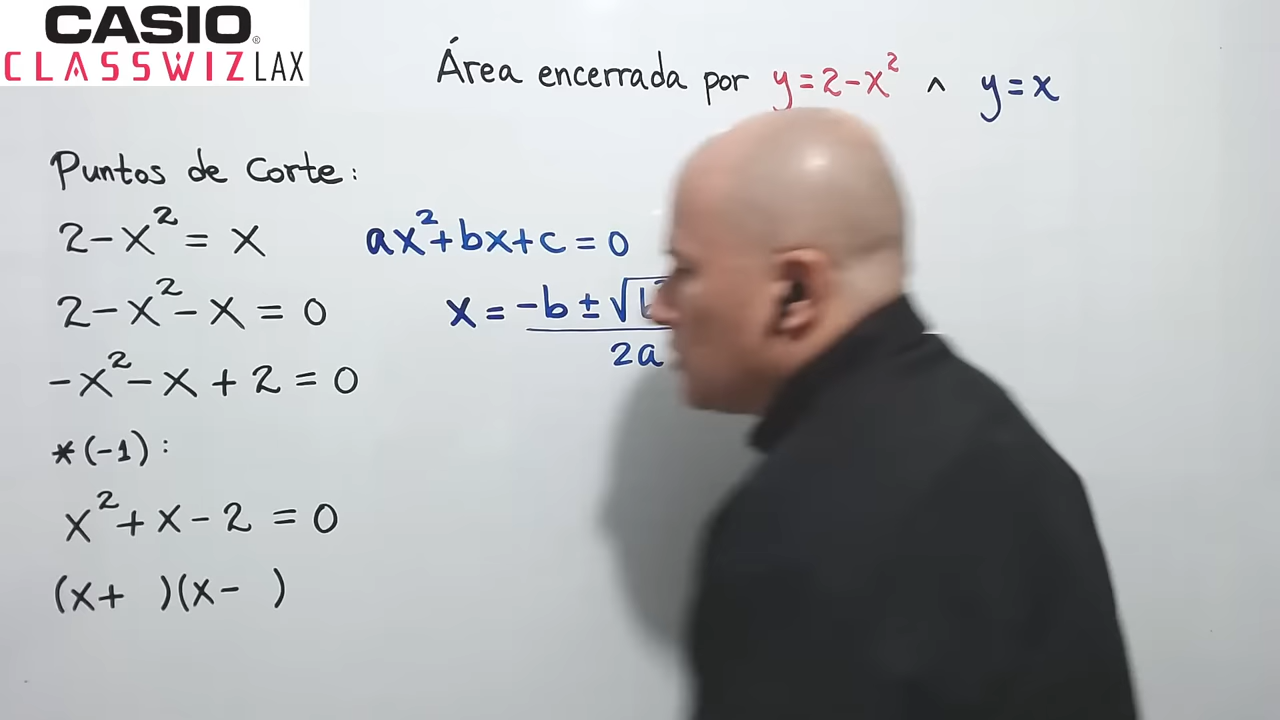 CASIO®
CLASSWIZ LAX
Área encerrada por y=2-x² ∧ y=x
Puntos de Corte:
2-x²=x
2-x²-x=0
-x²-x+2=0
*(-1):
x²+x-2=0
(x+ )(x- )
ax²+bx+c=0
x=-b±√
2a